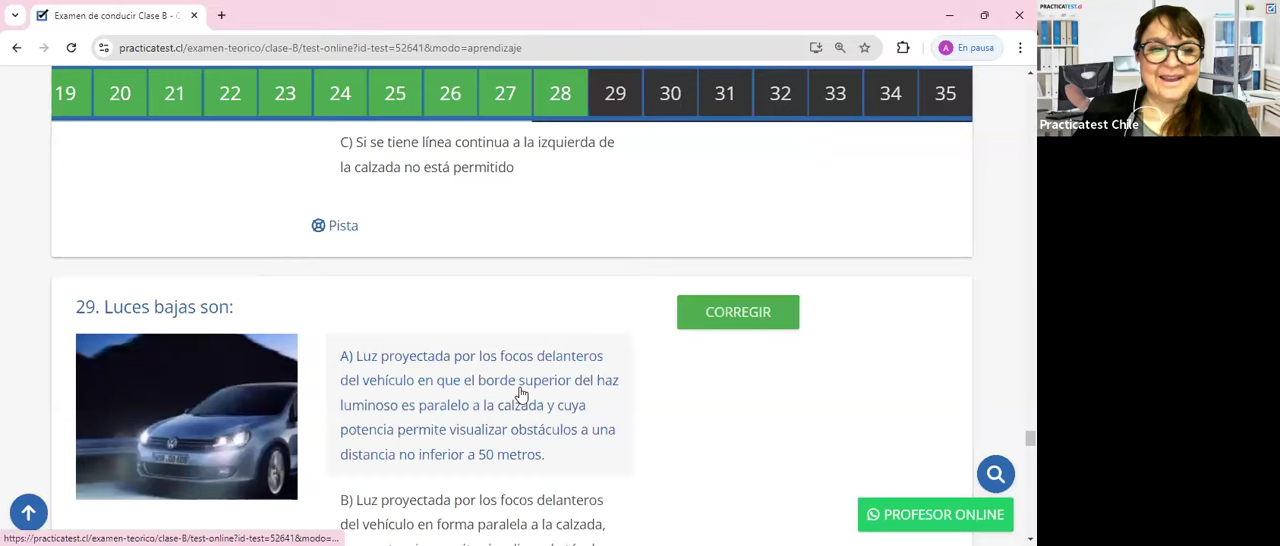 Examen de conducir Clase B - C
practicatest.cl/examen-teorico/clase-B/test-online?id-test=52641&modo=aprendizaje
A
En pausa
19 20 21 22 23 24 25 26 27 28 29 30 31 32 33 34 35
C) Si se tiene línea continua a la izquierda de
la calzada no está permitido
Pista
29. Luces bajas son:
CORREGIR
A) Luz proyectada por los focos delanteros
del vehículo en que el borde superior del haz
luminoso es paralelo a la calzada y cuya
potencia permite visualizar obstáculos a una
distancia no inferior a 50 metros.
B) Luz proyectada por los focos delanteros
del vehículo en forma paralela a la calzada,
PROFESOR ONLINE
https://practicatest.cl/examen-teorico/clase-B/test-online?id-test=52641&modo=...
PRACTICATEST.cl
Practicatest Chile